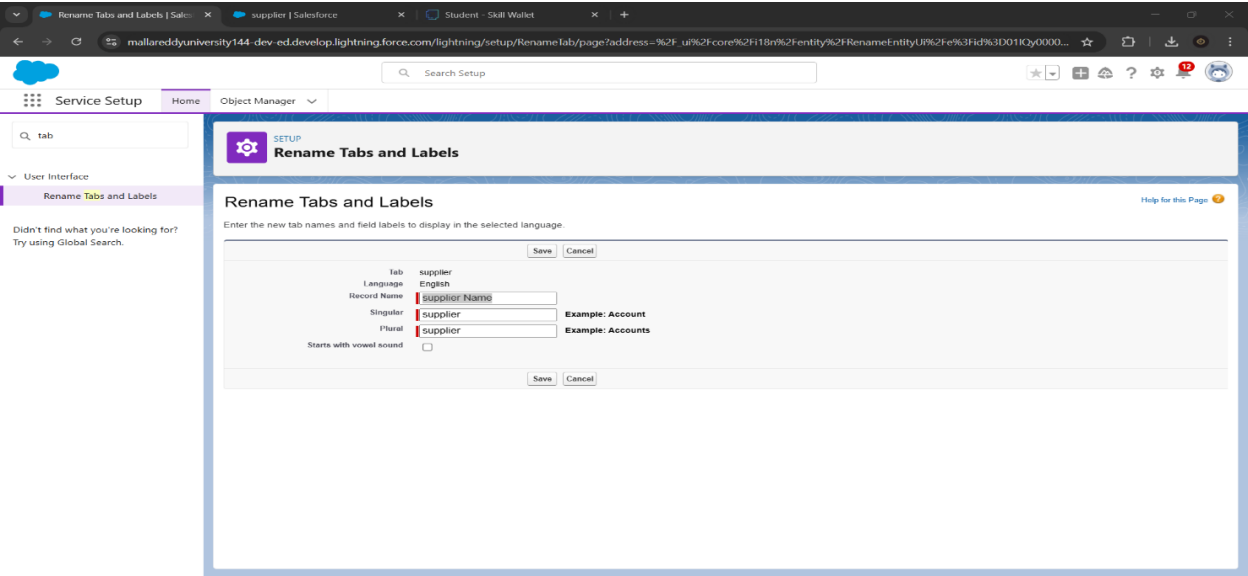 Rename Tabs and Labels | Sales
supplier | Salesforce
Student - Skill Wallet
mallareddyuniversity144-dev-ed.develop.lightning.force.com/lightning/setup/RenameTab/page?address=%2F_ui%2Fcore%2Fi18n%2Fentity%2FRenameEntityUi%2Fe%3Fid%3D01IQy0000...
Search Setup
12
Service Setup Home Object Manager
tab
SETUP
Rename Tabs and Labels
User Interface
Rename Tabs and Labels
Didn't find what you're looking for?
Try using Global Search.
Rename Tabs and Labels
Help for this Page ?
Enter the new tab names and field labels to display in the selected language.
Save Cancel
Tab supplier
Language English
Record Name supplier Name
Singular supplier Example: Account
Plural supplier Example: Accounts
Starts with vowel sound
Save Cancel